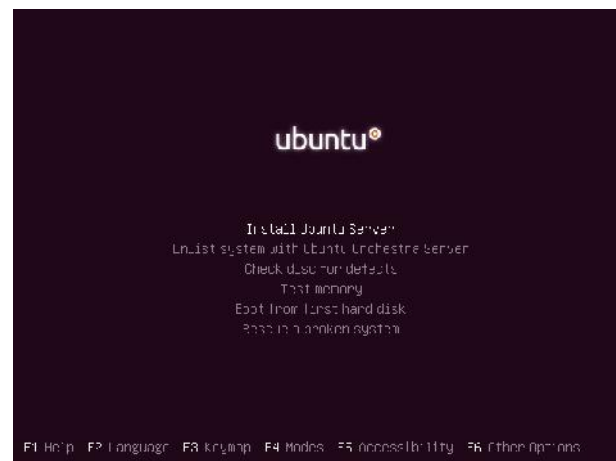 ubuntu
Install Ubuntu Server
Enlist system with Ubuntu Orchestra Server
Check disc for defects
Test memory
Boot from first hard disk
Rescue a broken system
F1 Help F2 Language F3 Keymap F4 Modes F5 Accessibility F6 Other Options